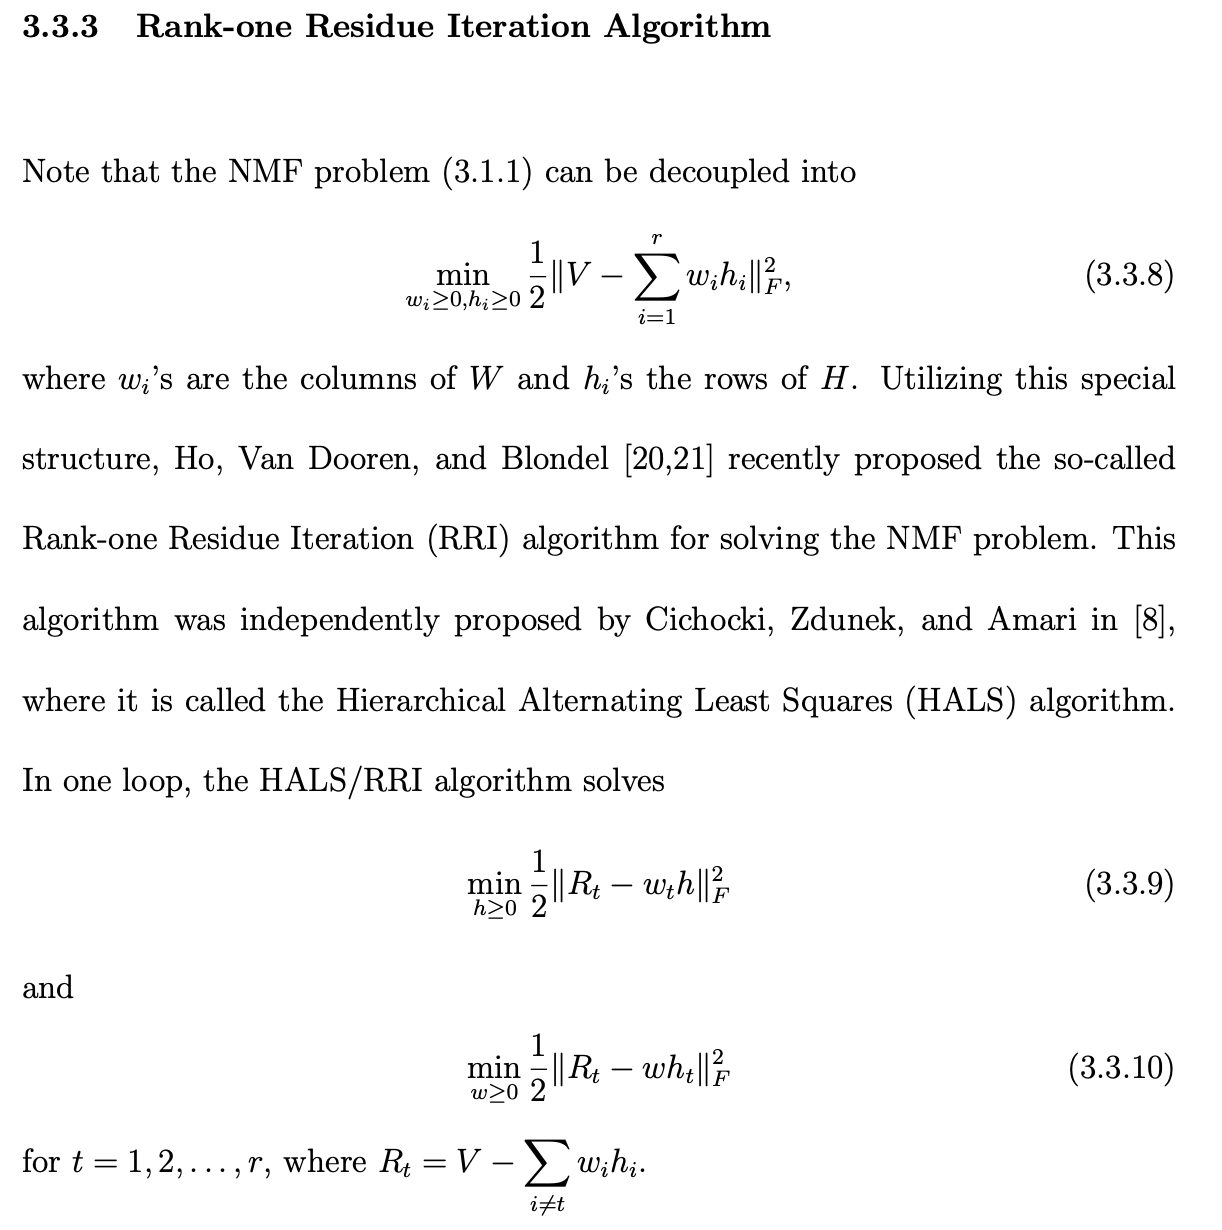 3.3.3 Rank-one Residue Iteration Algorithm
Note that the NMF problem (3.1.1) can be decoupled into
$$\min_{w_i \geq 0, h_i \geq 0} \frac{1}{2} \| V - \sum_{i=1}^{r} w_i h_i \|_F^2, \quad (3.3.8)$$
where $w_i$'s are the columns of $W$ and $h_i$'s the rows of $H$. Utilizing this special
structure, Ho, Van Dooren, and Blondel [20,21] recently proposed the so-called
Rank-one Residue Iteration (RRI) algorithm for solving the NMF problem. This
algorithm was independently proposed by Cichocki, Zdunek, and Amari in [8],
where it is called the Hierarchical Alternating Least Squares (HALS) algorithm.
In one loop, the HALS/RRI algorithm solves
$$\min_{h \geq 0} \frac{1}{2} \| R_t - w_t h \|_F^2 \quad (3.3.9)$$
and
$$\min_{w \geq 0} \frac{1}{2} \| R_t - w h_t \|_F^2 \quad (3.3.10)$$
for $t = 1, 2, \ldots, r$, where $R_t = V - \sum_{i \neq t} w_i h_i$.